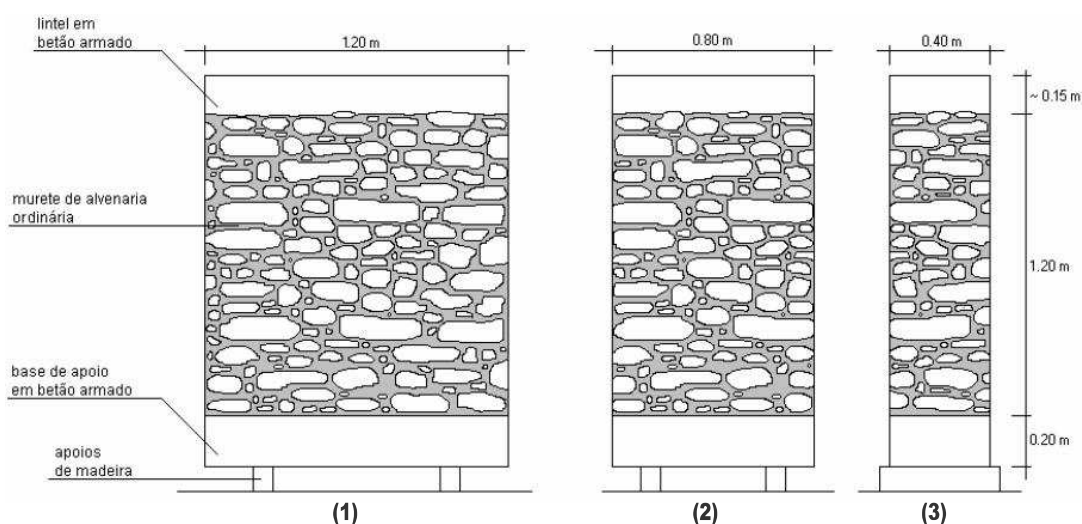 lintel em
betão armado
1.20 m
0.80 m
0.40 m
~ 0.15 m
murete de alvenaria
ordinária
1.20 m
base de apoio
em betão armado
0.20 m
apoios
de madeira
(1)
(2)
(3)